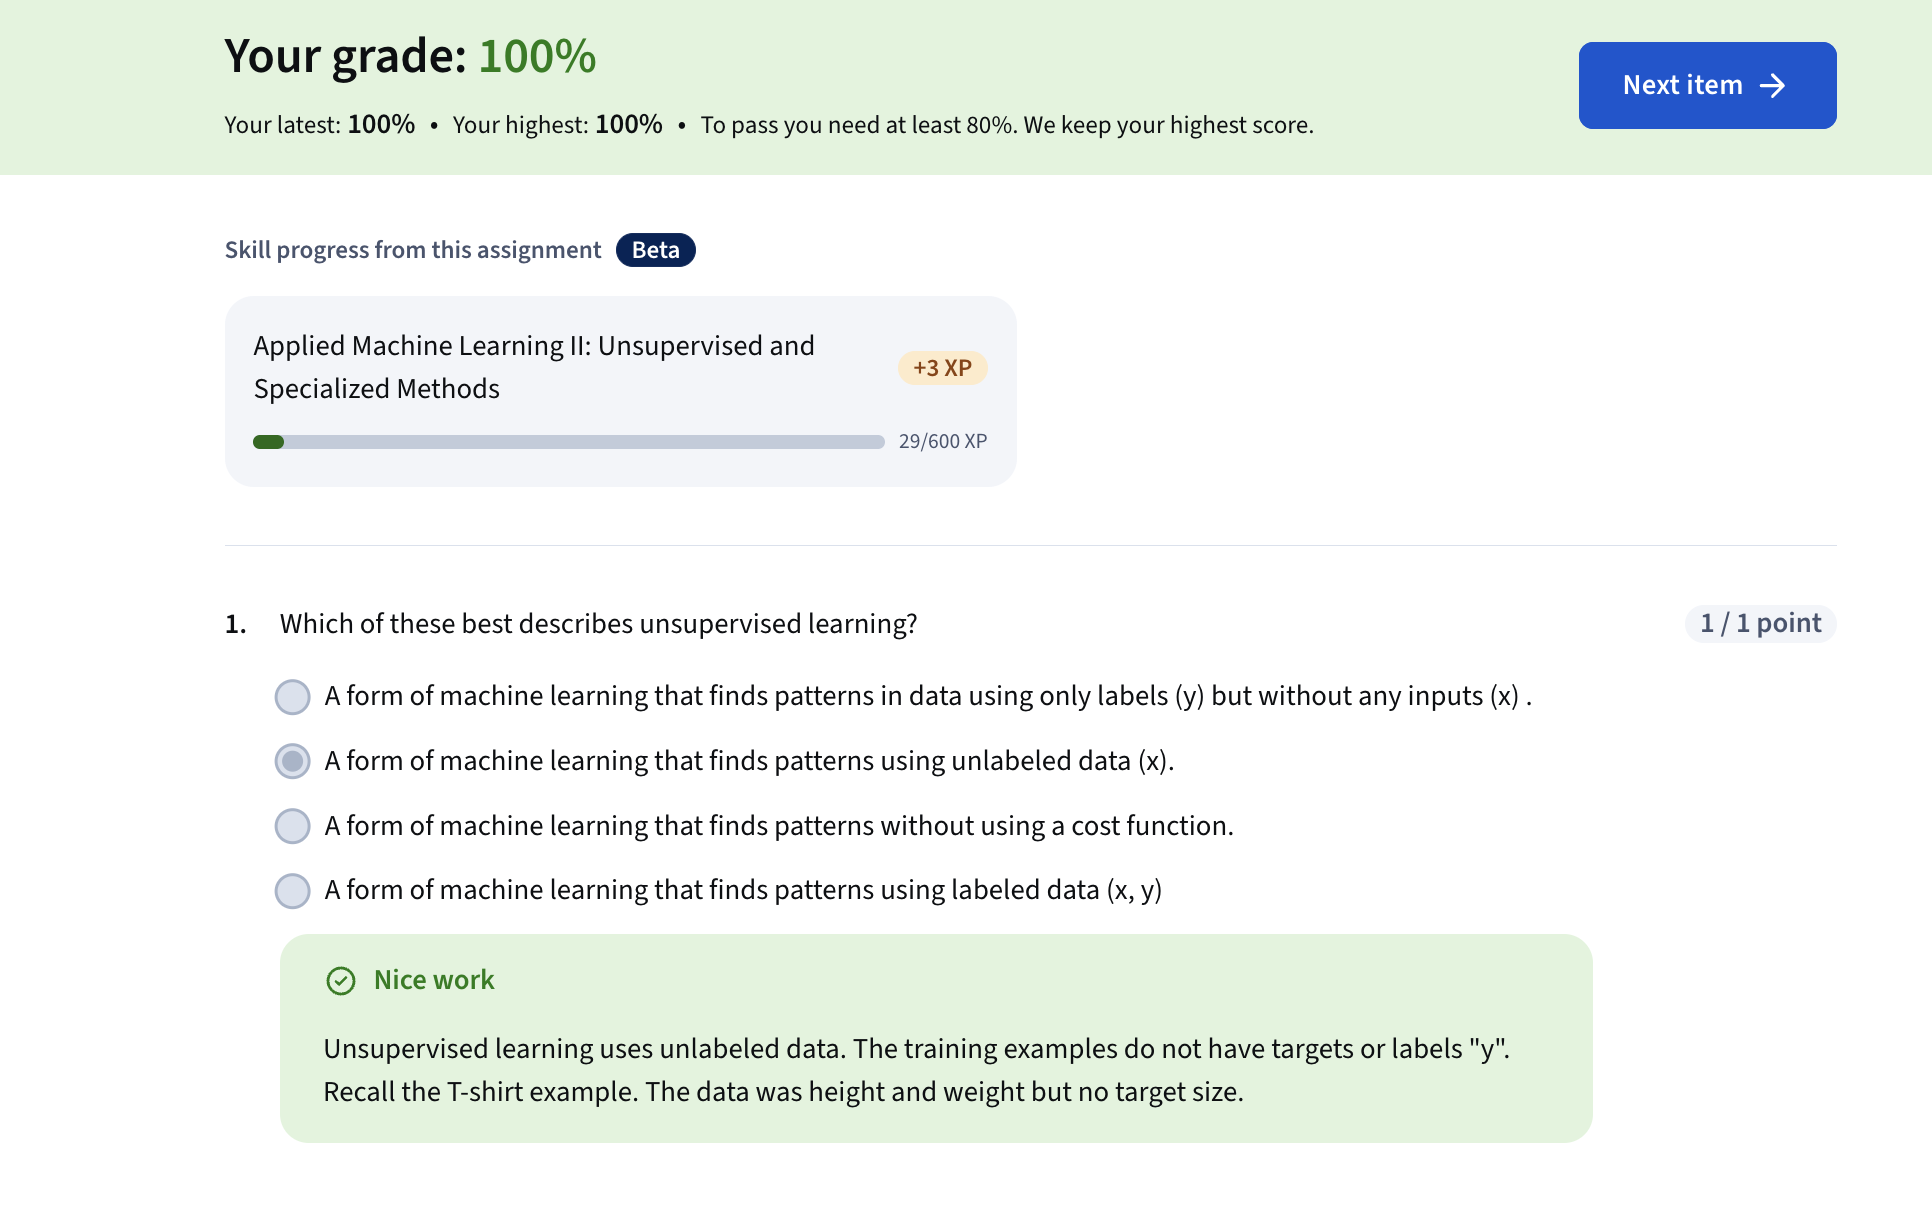 Your grade: 100%
Next item
Your latest: 100% • Your highest: 100% • To pass you need at least 80%. We keep your highest score.
Skill progress from this assignment Beta
Applied Machine Learning II: Unsupervised and
Specialized Methods
+3 XP
29/600 XP
1. Which of these best describes unsupervised learning?
1 / 1 point
A form of machine learning that finds patterns in data using only labels (y) but without any inputs (x) .
A form of machine learning that finds patterns using unlabeled data (x).
A form of machine learning that finds patterns without using a cost function.
A form of machine learning that finds patterns using labeled data (x, y)
Nice work
Unsupervised learning uses unlabeled data. The training examples do not have targets or labels "y".
Recall the T-shirt example. The data was height and weight but no target size.